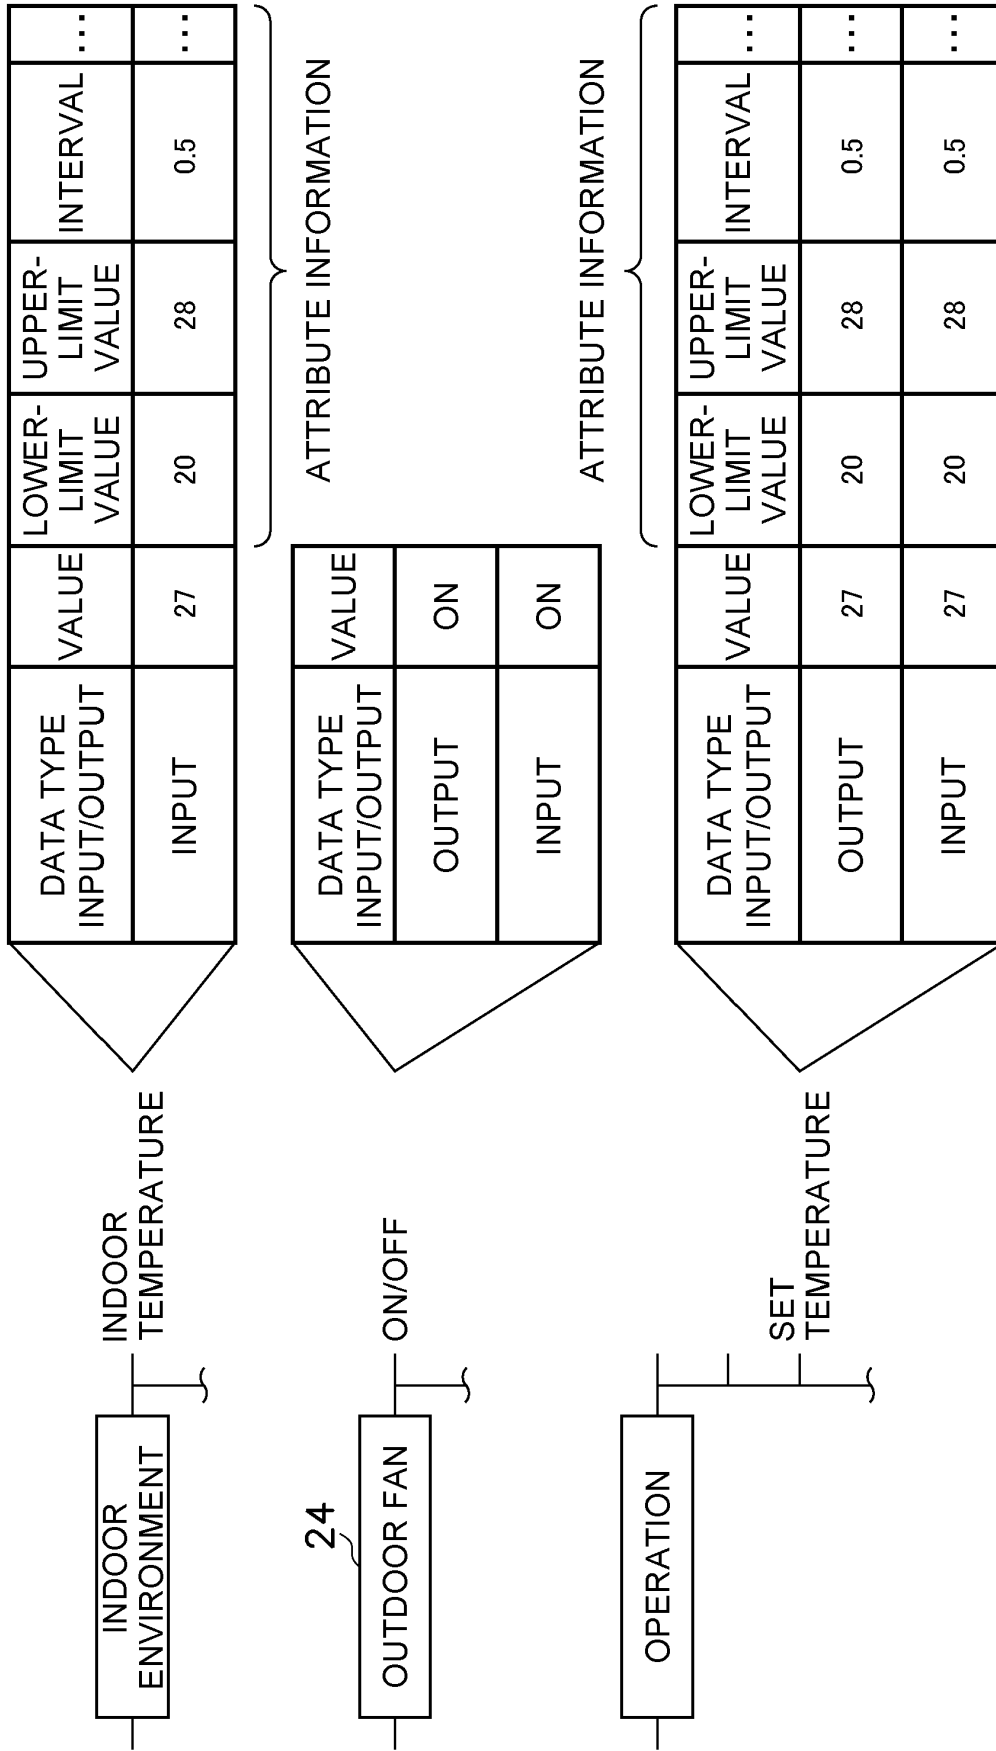 INDOOR
ENVIRONMENT
INDOOR
TEMPERATURE
DATA TYPE
INPUT/OUTPUT
VALUE
LOWER-
LIMIT
VALUE
UPPER-
LIMIT
VALUE
INTERVAL
...
INPUT
27
20
28
0.5
...
ATTRIBUTE INFORMATION
24
OUTDOOR FAN
ON/OFF
DATA TYPE
INPUT/OUTPUT
VALUE
OUTPUT
ON
INPUT
ON
ATTRIBUTE INFORMATION
OPERATION
SET
TEMPERATURE
DATA TYPE
INPUT/OUTPUT
VALUE
LOWER-
LIMIT
VALUE
UPPER-
LIMIT
VALUE
INTERVAL
...
OUTPUT
27
20
28
0.5
...
INPUT
27
20
28
0.5
...